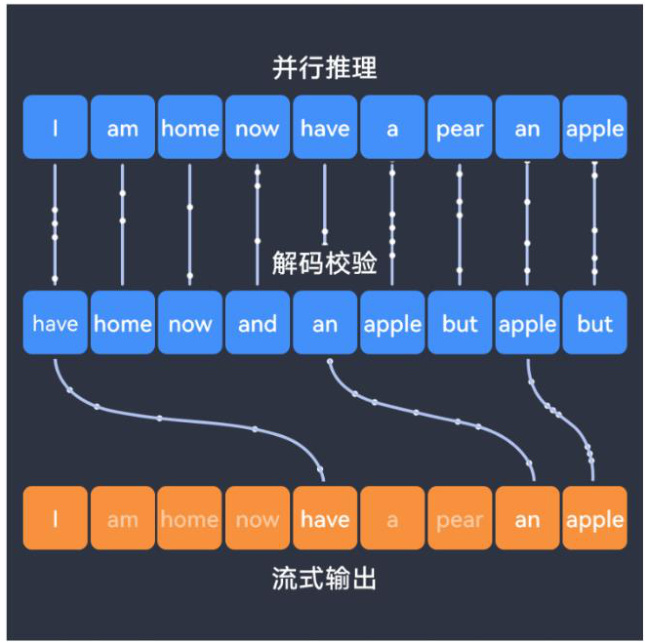 并行推理
I am home now have a pear an apple
解码校验
have home now and an apple but apple but
I am home now have a pear an apple
流式输出